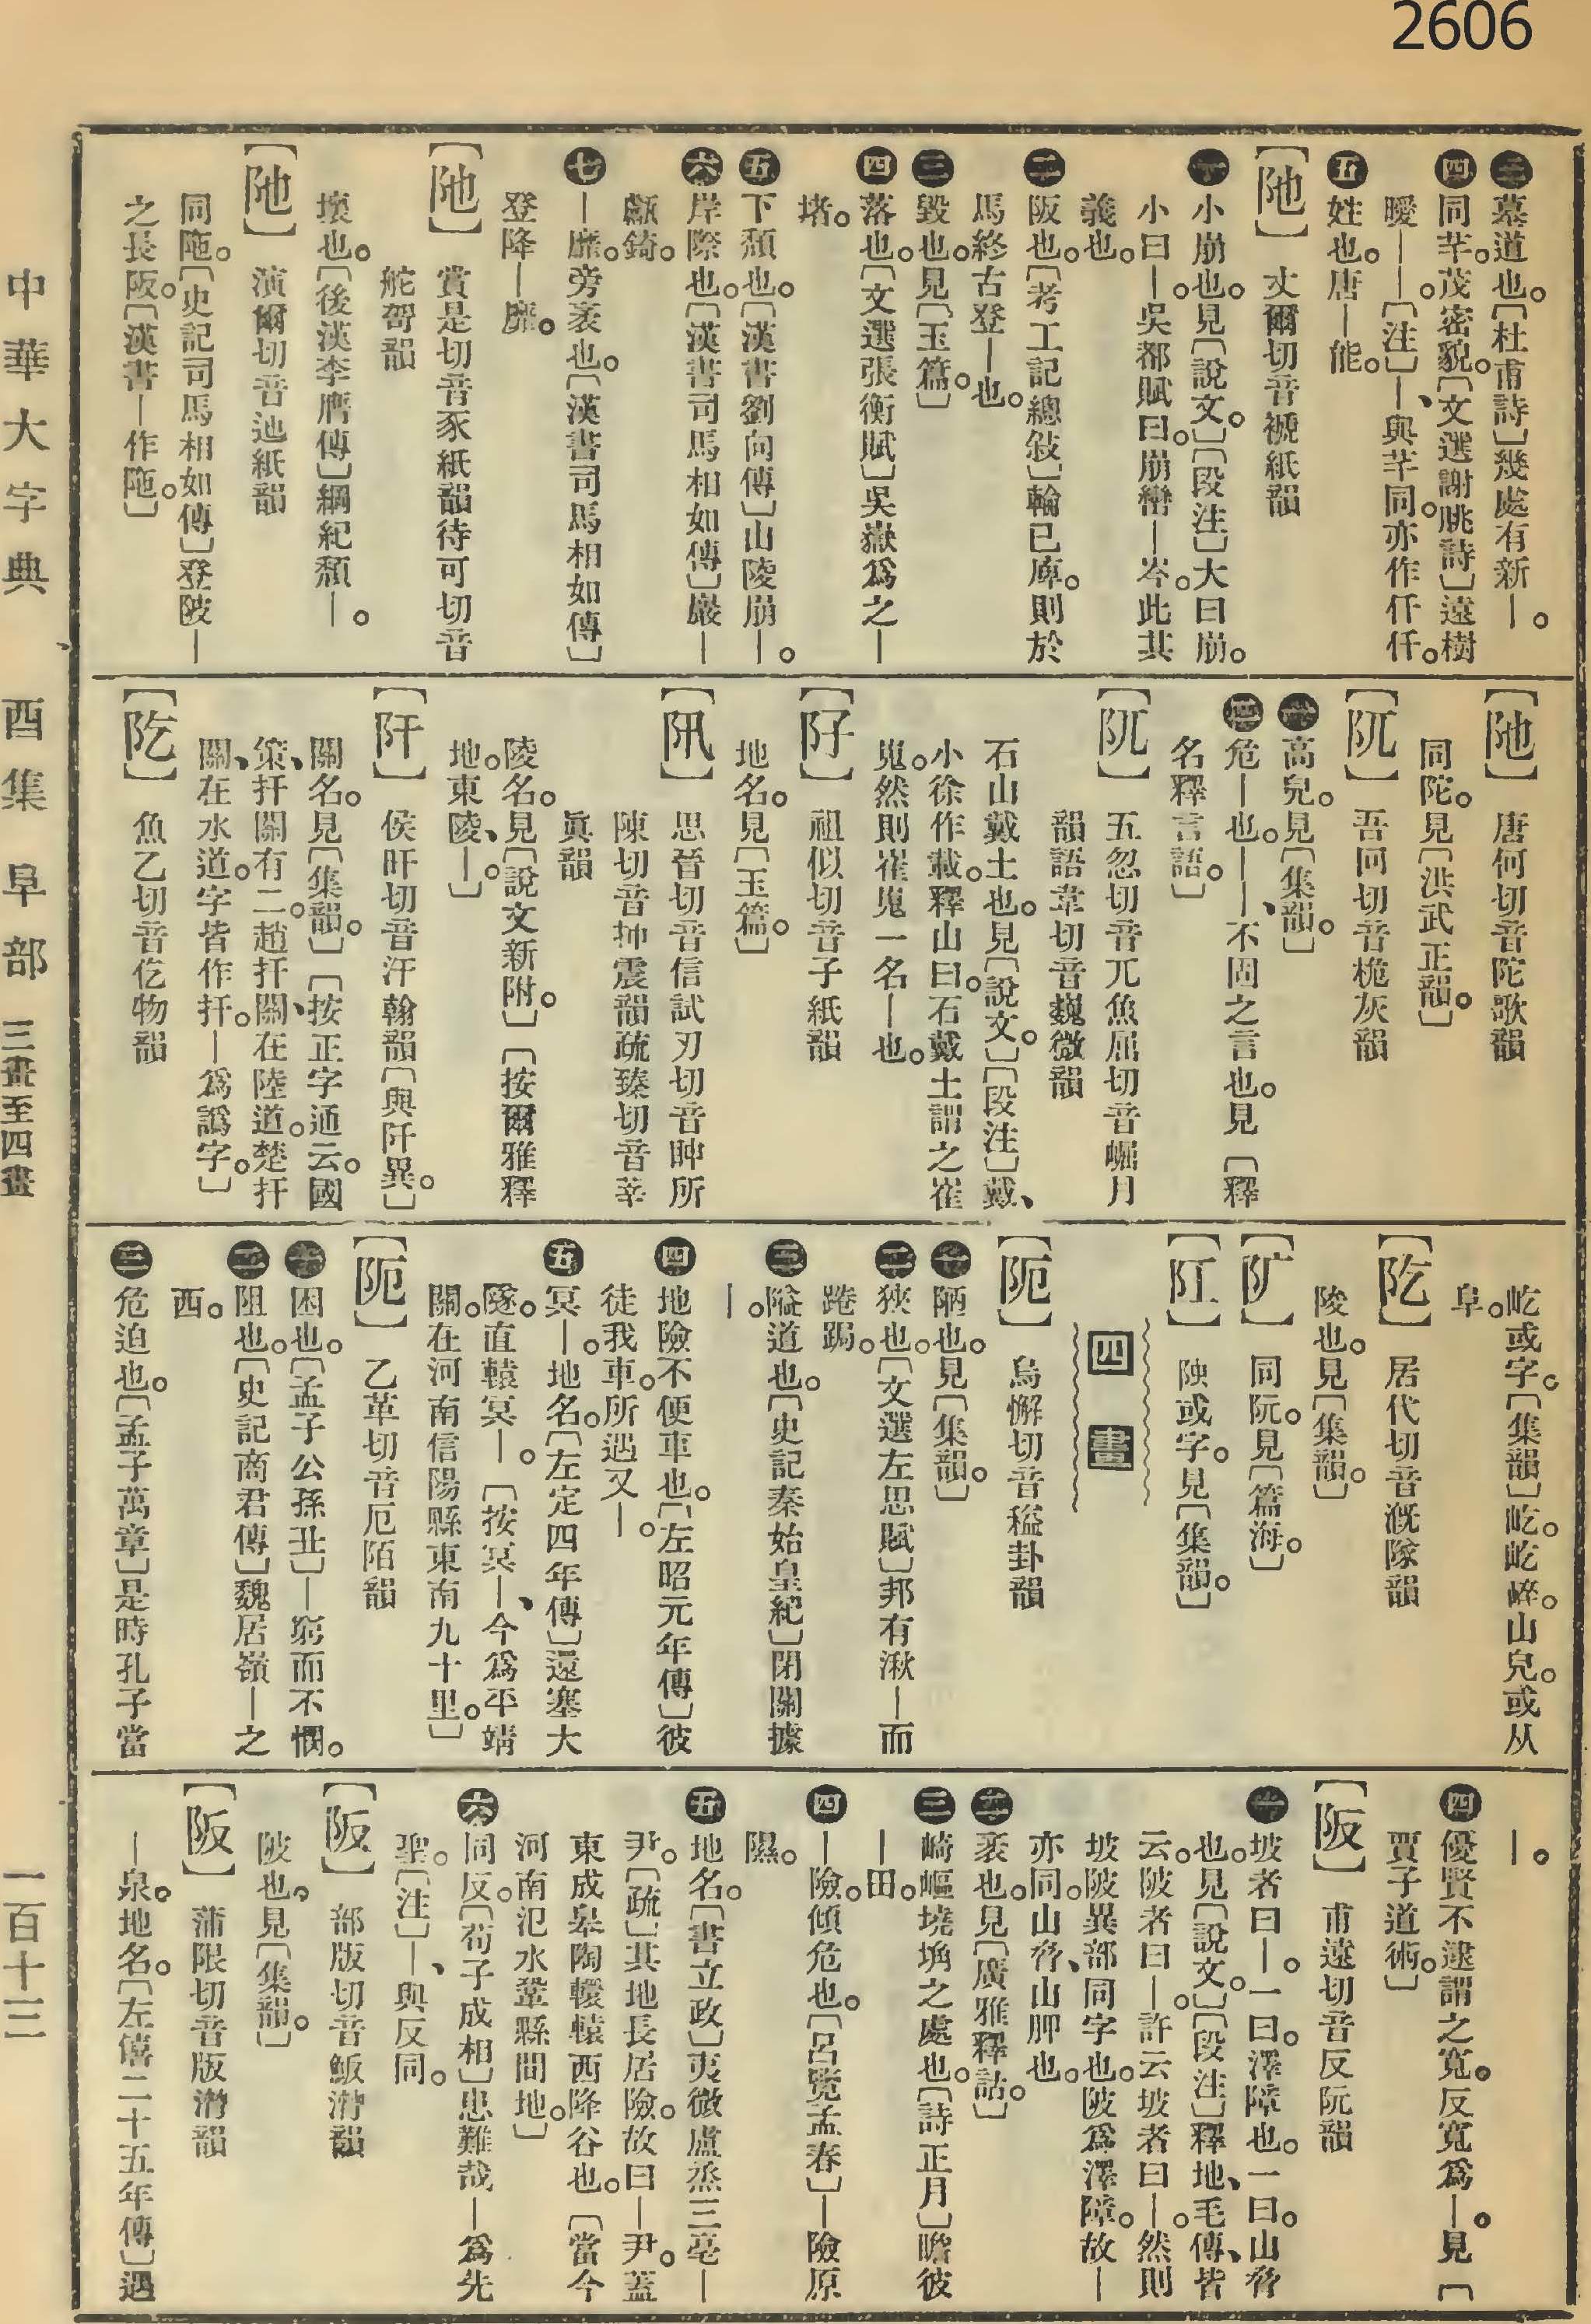 2606
㊂墓道也。〔杜甫詩〕幾處有新—。
㊃同芊。茂密貌。〔文選謝朓詩〕遠樹
曖——。〔注〕—、與芊同。亦作仟仟。
㊄姓也。唐—能。
〔阤〕 丈爾切音褫紙韻
㊀小崩也。見〔說文。〕〔段注〕大曰崩。
小曰—。吳都賦曰。崩巒—岑。此其
義也。
㊁阪也。〔考工記總敍〕輪已庳。則於
馬終古登—也。
㊂毀也。見〔玉篇。〕
㊃落也。〔文選張衡賦〕吳嶽爲之—
堵。
㊄下頹也。〔漢書劉向傳〕山陵崩—。
㊅岸際也。〔漢書司馬相如傳〕巖—
甗錡。
㊆—靡。旁袤也。〔漢書司馬相如傳〕
登降—靡。
〔阤〕 賞是切音豕紙韻待可切音
舵哿韻
壞也。〔後漢李膺傳〕綱紀頹—。
〔阤〕 演爾切音迆紙韻
同陁。〔史記司馬相如傳〕登陂—
之長阪。〔漢書—作陁。〕
〔阤〕 唐何切音陀歌韻
同陀。見〔洪武正韻。〕
〔阢〕 吾回切音桅灰韻
㊀高皃。見〔集韻。〕
㊁危—也。——、不固之言也。見〔釋
名釋言語。〕
〔阢〕 五忽切音兀魚屈切音崛月
韻語韋切音巍微韻
石山戴土也。見〔說文。〕〔段注〕戴、
小徐作載。釋山曰。石戴土謂之崔
嵬。然則崔嵬一名—也。
〔䦻〕 祖似切音子紙韻
地名。見〔玉篇。〕
〔阠〕 思晉切音信試刃切音胂所
陳切音抻震韻疏臻切音莘
眞韻
陵名。見〔說文新附。〕〔按爾雅釋
地。東陵、—。〕
〔䦼〕 侯旰切音汗翰韻〔與阡異。〕
關名。見〔集韻。〕〔按正字通云。國
策、扞關有二。趙扞關、在陸道。楚扞
關、在水道。字皆作扞。—爲譌字。〕
〔阣〕 魚乙切音仡物韻
屹或字。〔集韻〕屹。屹崪。山皃。或从
阜。
〔阣〕 居代切音漑隊韻
陵也。見〔集韻。〕
〔𨸛〕 同阮。見〔篇海。〕
〔𨸝〕 䧆或字。見〔集韻。〕
四畫
〔阨〕 烏懈切音隘卦韻
㊀陋也。見〔集韻。〕
㊁狹也。〔文選左思賦〕邦有湫—而
踡跼。
㊂隘道也。〔史記秦始皇紀〕閉關據
—。
㊃地險不便車也。〔左昭元年傳〕彼
徒我車。所遇又—。
㊄冥—。地名。〔左定四年傳〕還塞大
隧。直轅冥—。〔按冥—、今爲平靖
關。在河南信陽縣東南九十里。〕
〔阨〕 乙革切音厄陌韻
㊀困也。〔孟子公孫丑〕—窮而不憫。
㊁阻也。〔史記商君傳〕魏居嶺—之
西。
㊂危迫也。〔孟子萬章〕是時孔子當
—。
㊃優賢不逮謂之寬。反寬爲—。見〔
賈子道術。〕
〔阪〕 甫遠切音反阮韻
㊀坡者曰—。一曰。澤障也。一曰。山脅
也。見〔說文。〕〔段注〕釋地、毛傳、皆
云。陂者曰—。許云坡者曰—。然則
坡陂異部同字也。陂爲澤障。故—
亦同。山脅、山胛也。
㊁袤也。見〔廣雅釋詁。〕
㊂崎嶇墝埆之處也。〔詩正月〕瞻彼
—田。
㊃—險。傾危也。〔呂覽孟春〕—險原
隰。
㊄地名。〔書立政〕夷微盧烝三亳—
尹。〔疏〕其地長居險。故曰—尹。蓋
東成皋陶轘轅西降谷也。〔當今
河南汜水鞏縣間地。〕
㊅同反。〔荀子成相〕患難哉—爲先
聖。〔注〕—、與反同。
〔阪〕 部版切音鈑潸韻
陂也。見〔集韻。〕
〔阪〕 蒲限切音版潸韻
—泉。地名。〔左僖二十五年傳〕遇
中華大字典 酉集 阜部 三畫至四畫 一百十三